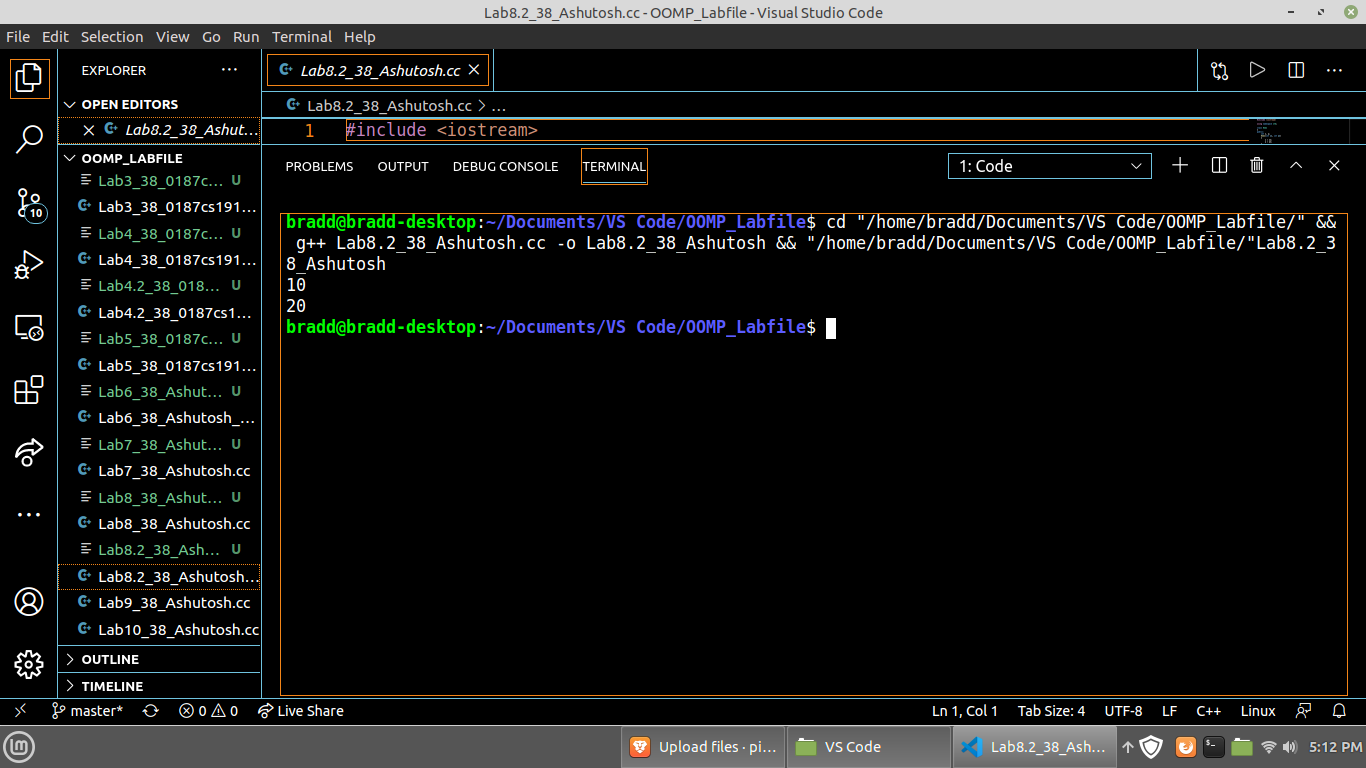 Lab8.2_38_Ashutosh.cc - OOMP_Labfile - Visual Studio Code
File Edit Selection View Go Run Terminal Help
EXPLORER
OPEN EDITORS
Lab8.2_38_Ashut...
OOMP_LABFILE
Lab3_38_0187c... U
Lab3_38_0187cs191...
Lab4_38_0187c... U
Lab4_38_0187cs191...
Lab4.2_38_018... U
Lab4.2_38_0187cs1...
Lab5_38_0187c... U
Lab5_38_0187cs191...
Lab6_38_Ashut... U
Lab6_38_Ashutosh_...
Lab7_38_Ashut... U
Lab7_38_Ashutosh.cc
Lab8_38_Ashut... U
Lab8_38_Ashutosh.cc
Lab8.2_38_Ash... U
Lab8.2_38_Ashutosh...
Lab9_38_Ashutosh.cc
Lab10_38_Ashutosh.cc
OUTLINE
TIMELINE
10
Lab8.2_38_Ashutosh.cc
Lab8.2_38_Ashutosh.cc > ...
1 #include <iostream>
PROBLEMS OUTPUT DEBUG CONSOLE TERMINAL 1: Code
bradd@bradd-desktop:~/Documents/VS Code/OOMP_Labfile$ cd "/home/bradd/Documents/VS Code/OOMP_Labfile/" &&
g++ Lab8.2_38_Ashutosh.cc -o Lab8.2_38_Ashutosh && "/home/bradd/Documents/VS Code/OOMP_Labfile/"Lab8.2_3
8_Ashutosh
10
20
bradd@bradd-desktop:~/Documents/VS Code/OOMP_Labfile$
master* 0 0 Live Share Ln 1, Col 1 Tab Size: 4 UTF-8 LF C++ Linux
Upload files · pi... VS Code Lab8.2_38_Ash... 5:12 PM